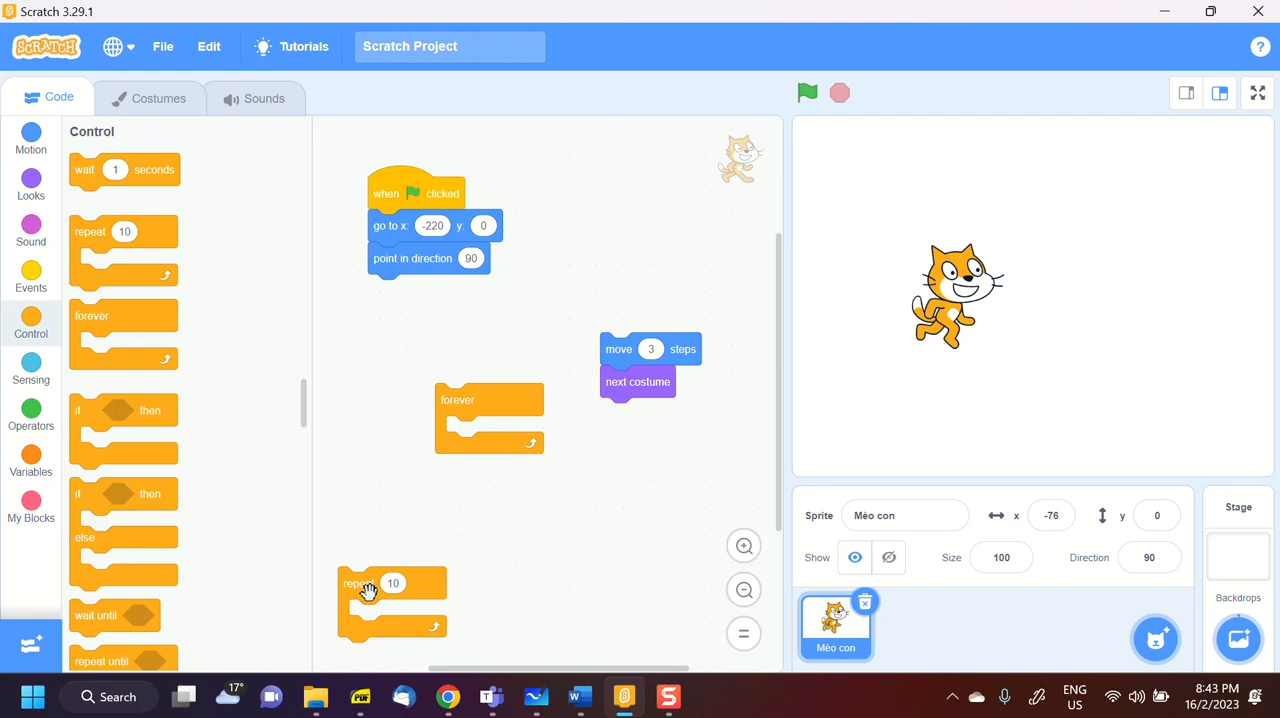 Scratch 3.29.1
SCRATCH File Edit Tutorials Scratch Project ?
Code Costumes Sounds
Motion
Looks
Sound
Events
Control
Sensing
Operators
Variables
My Blocks
Control
wait 1 seconds
repeat 10
forever
if then
if then
else
wait until
repeat until
when clicked
go to x: -220 y: 0
point in direction 90
move 3 steps
next costume
forever
repeat 10
Sprite Mèo con x -76 y 0
Show Size 100 Direction 90
Mèo con
Stage
Backdrops
Search
17°
PDF
S
ENG
US
8:43 PM
16/2/2023